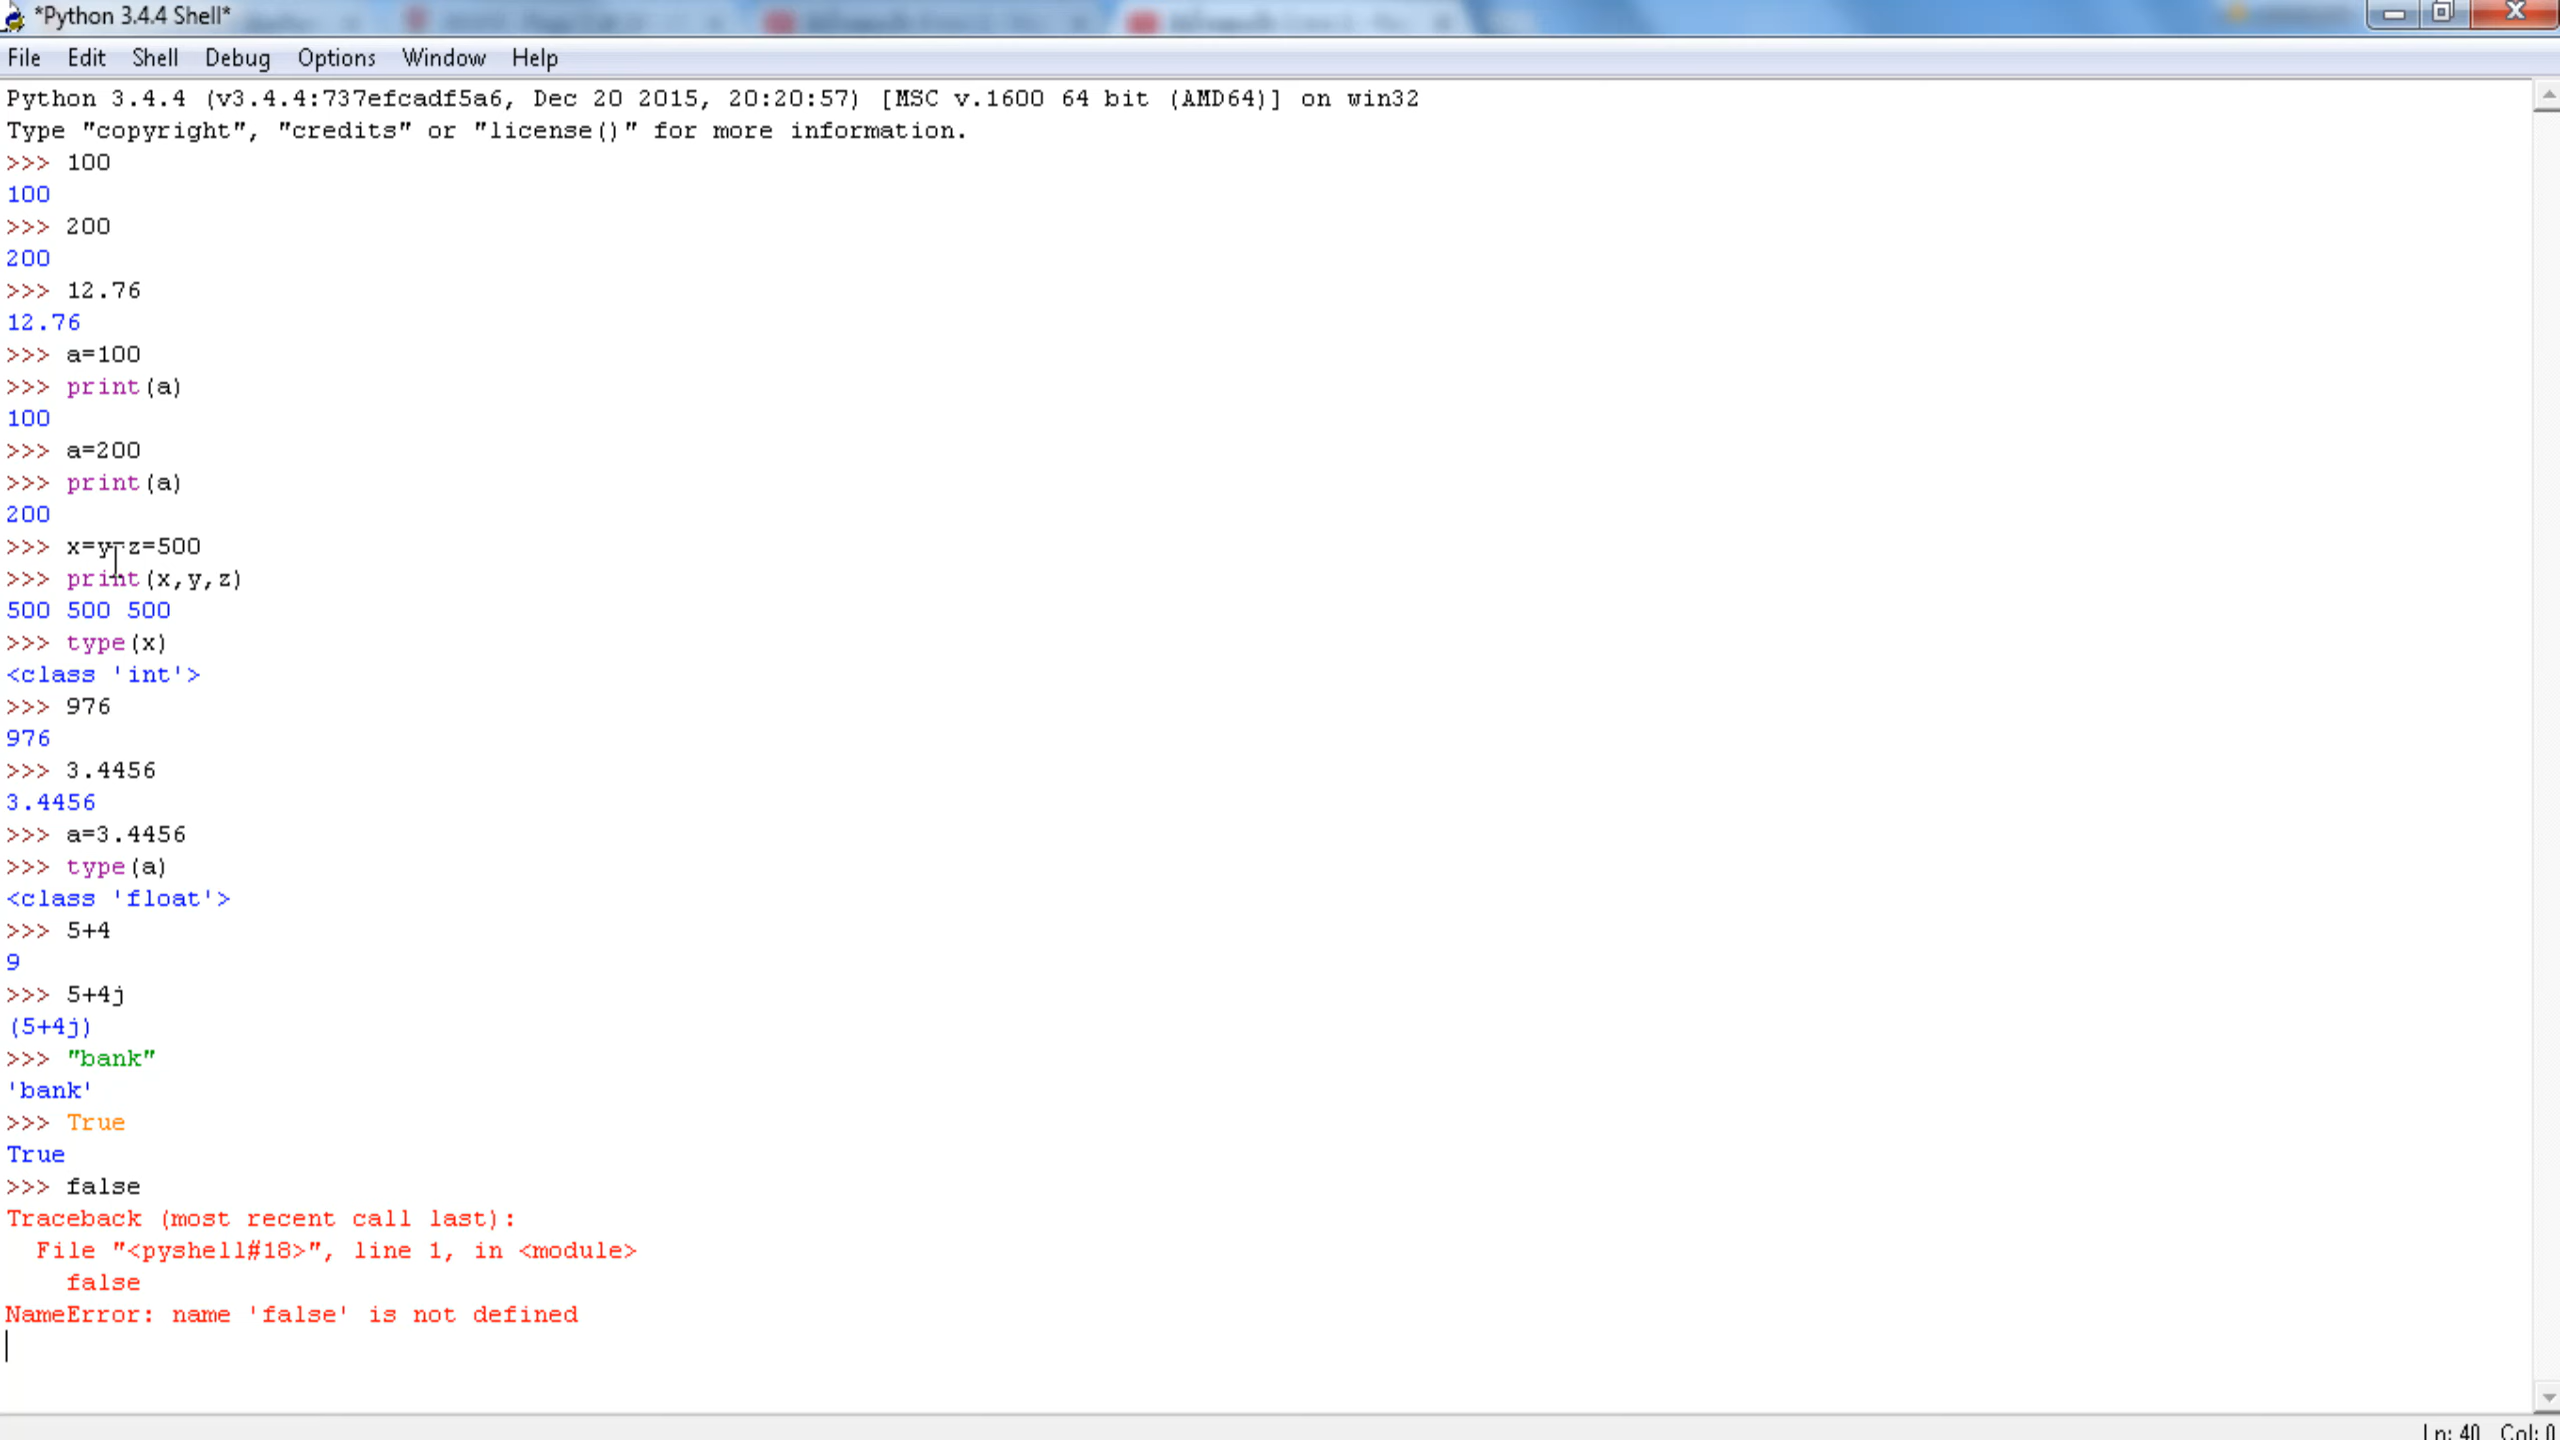 *Python 3.4.4 Shell*
File Edit Shell Debug Options Window Help
Python 3.4.4 (v3.4.4:737efcadf5a6, Dec 20 2015, 20:20:57) [MSC v.1600 64 bit (AMD64)] on win32
Type "copyright", "credits" or "license()" for more information.
>>> 100
100
>>> 200
200
>>> 12.76
12.76
>>> a=100
>>> print(a)
100
>>> a=200
>>> print(a)
200
>>> x=y=z=500
>>> print(x,y,z)
500 500 500
>>> type(x)
<class 'int'>
>>> 976
976
>>> 3.4456
3.4456
>>> a=3.4456
>>> type(a)
<class 'float'>
>>> 5+4
9
>>> 5+4j
(5+4j)
>>> "bank"
'bank'
>>> True
True
>>> false
Traceback (most recent call last):
  File "<pyshell#18>", line 1, in <module>
    false
NameError: name 'false' is not defined
Ln: 40 Col: 0